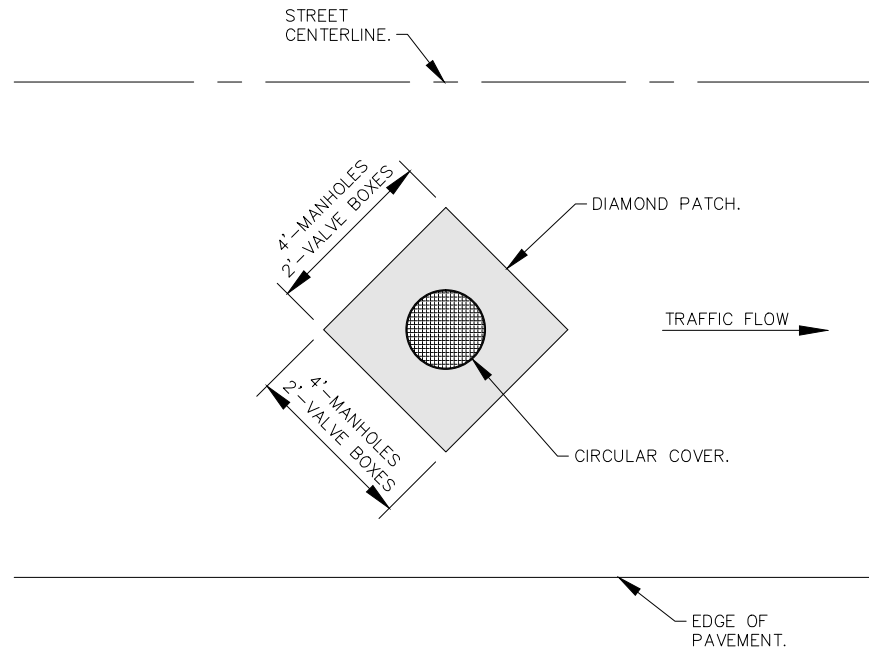 STREET
CENTERLINE.
4'-MANHOLES
2'-VALVE BOXES
DIAMOND PATCH.
TRAFFIC FLOW
4'-MANHOLES
2'-VALVE BOXES
CIRCULAR COVER.
EDGE OF
PAVEMENT.